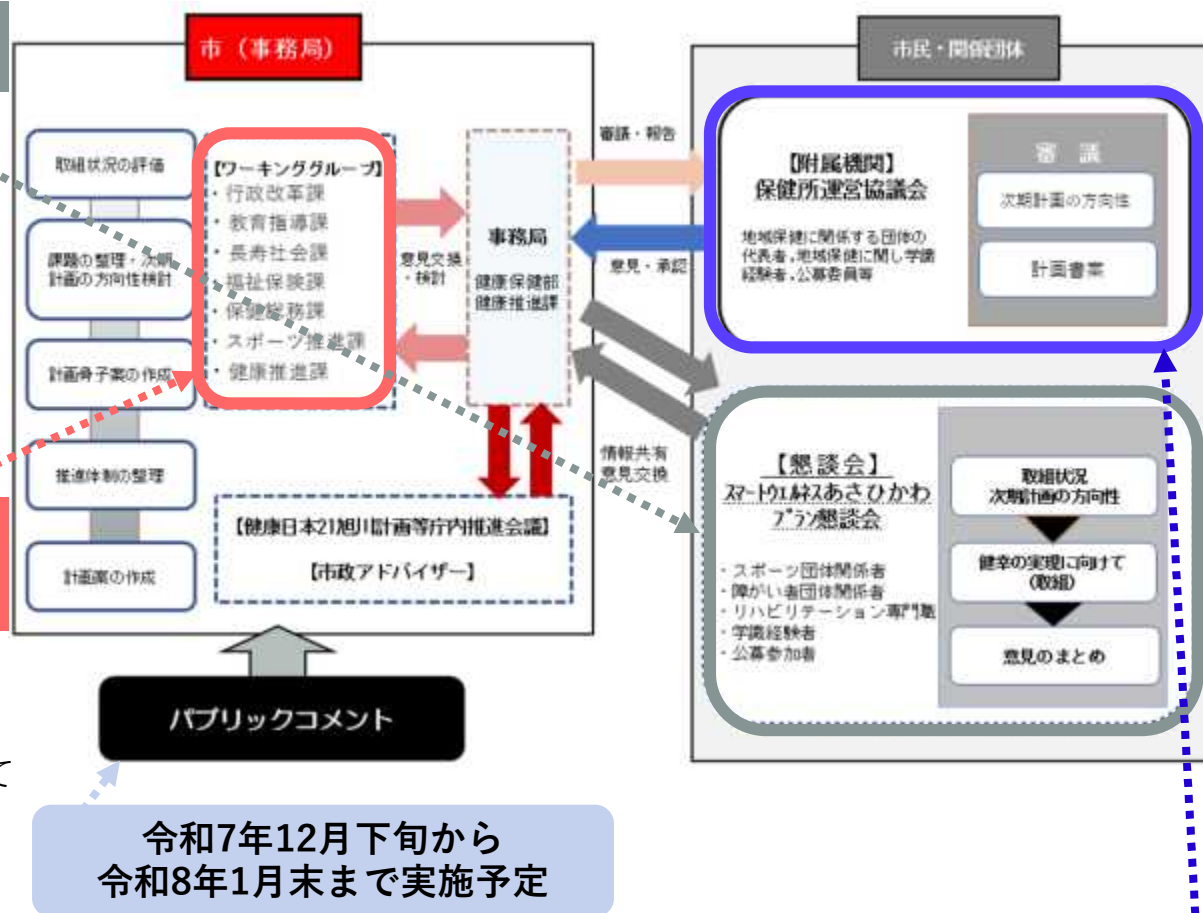 市（事務局）
取組状況の評価
課題の整理・次期
計画の方向性検討
計画骨子案の作成
推進体制の整理
計画案の作成
【ワーキンググループ】
・行政改革課
・教育指導課
・長寿社会課
・福祉保険課
・保健総務課
・スポーツ推進課
・健康推進課
意見交換
・検討
事務局
健康保健部
健康推進課
【健康日本21旭川計画等庁内推進会議】
【市政アドバイザー】
審議・報告
意見・承認
情報共有
意見交換
市民・関係団体
【附属機関】
保健所運営協議会
地域保健に関係する団体の
代表者，地域保健に関し学識
経験者，公募委員等
審　議
次期計画の方向性
計画書案
【懇談会】
ｽﾏｰﾄｳｴﾙﾈｽあさひかわ
ﾌﾟﾗﾝ懇談会
・スポーツ団体関係者
・障がい者団体関係者
・リハビリテーション専門職
・学識経験者
・公募参加者
取組状況
次期計画の方向性
健幸の実現に向けて
（取組）
意見のまとめ
パブリックコメント
て
令和7年12月下旬から
令和8年1月末まで実施予定